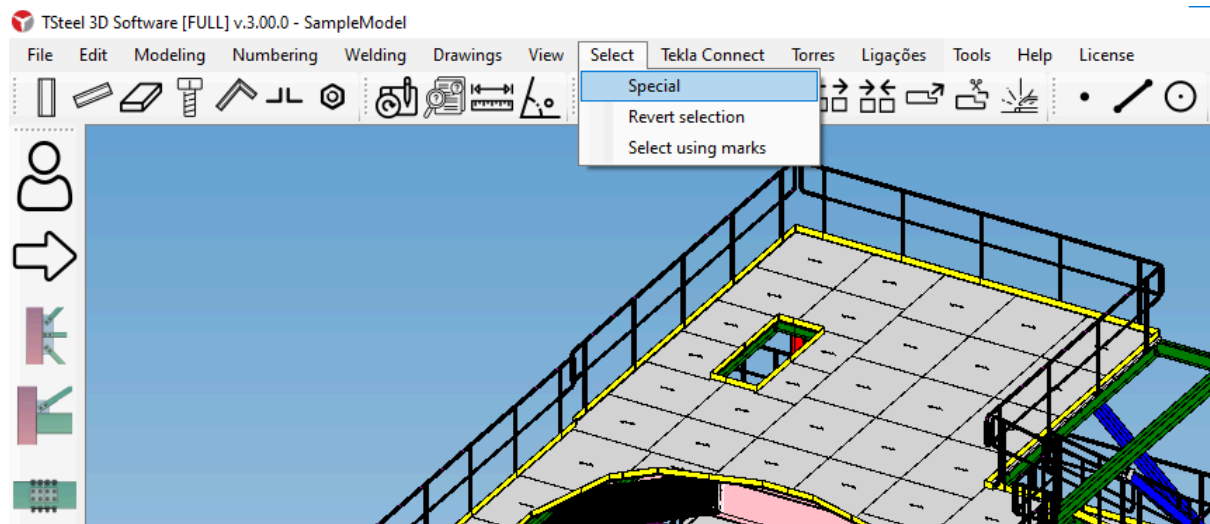 TSteel 3D Software [FULL] v.3.00.0 - SampleModel
File Edit Modeling Numbering Welding Drawings View Select Tekla Connect Torres Ligações Tools Help License
Special
Revert selection
Select using marks